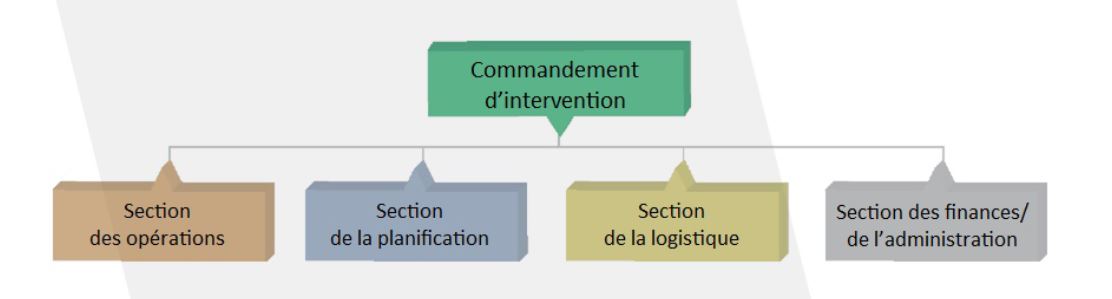 Commandement
d’intervention
Section
des opérations
Section
de la planification
Section
de la logistique
Section des finances/
de l’administration